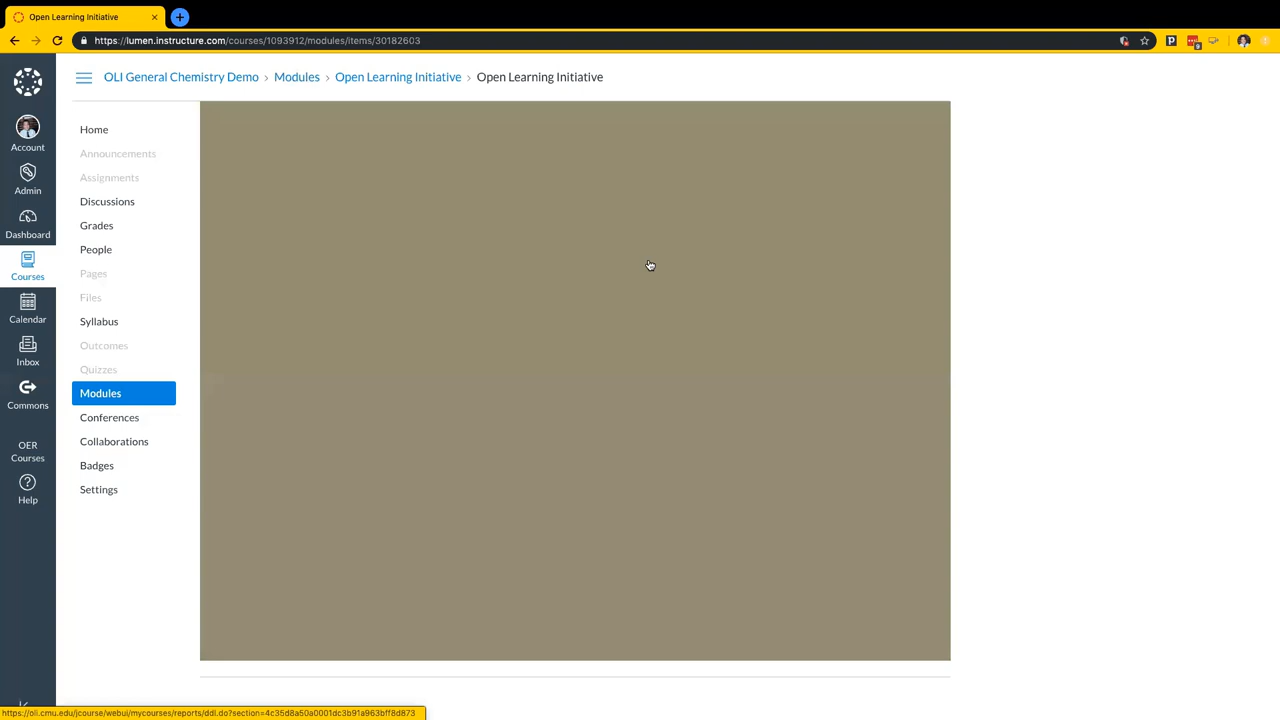 Open Learning Initiative
https://lumen.instructure.com/courses/1093912/modules/items/30182603
OLI General Chemistry Demo › Modules › Open Learning Initiative › Open Learning Initiative
Account
Admin
Dashboard
Courses
Calendar
Inbox
Commons
OER
Courses
Help
Home
Announcements
Assignments
Discussions
Grades
People
Pages
Files
Syllabus
Outcomes
Quizzes
Modules
Conferences
Collaborations
Badges
Settings
https://oli.cmu.edu/jcourse/webui/mycourses/reports/ddl.do?section=4c35d8a50a0001dc3b91a963bff8d873